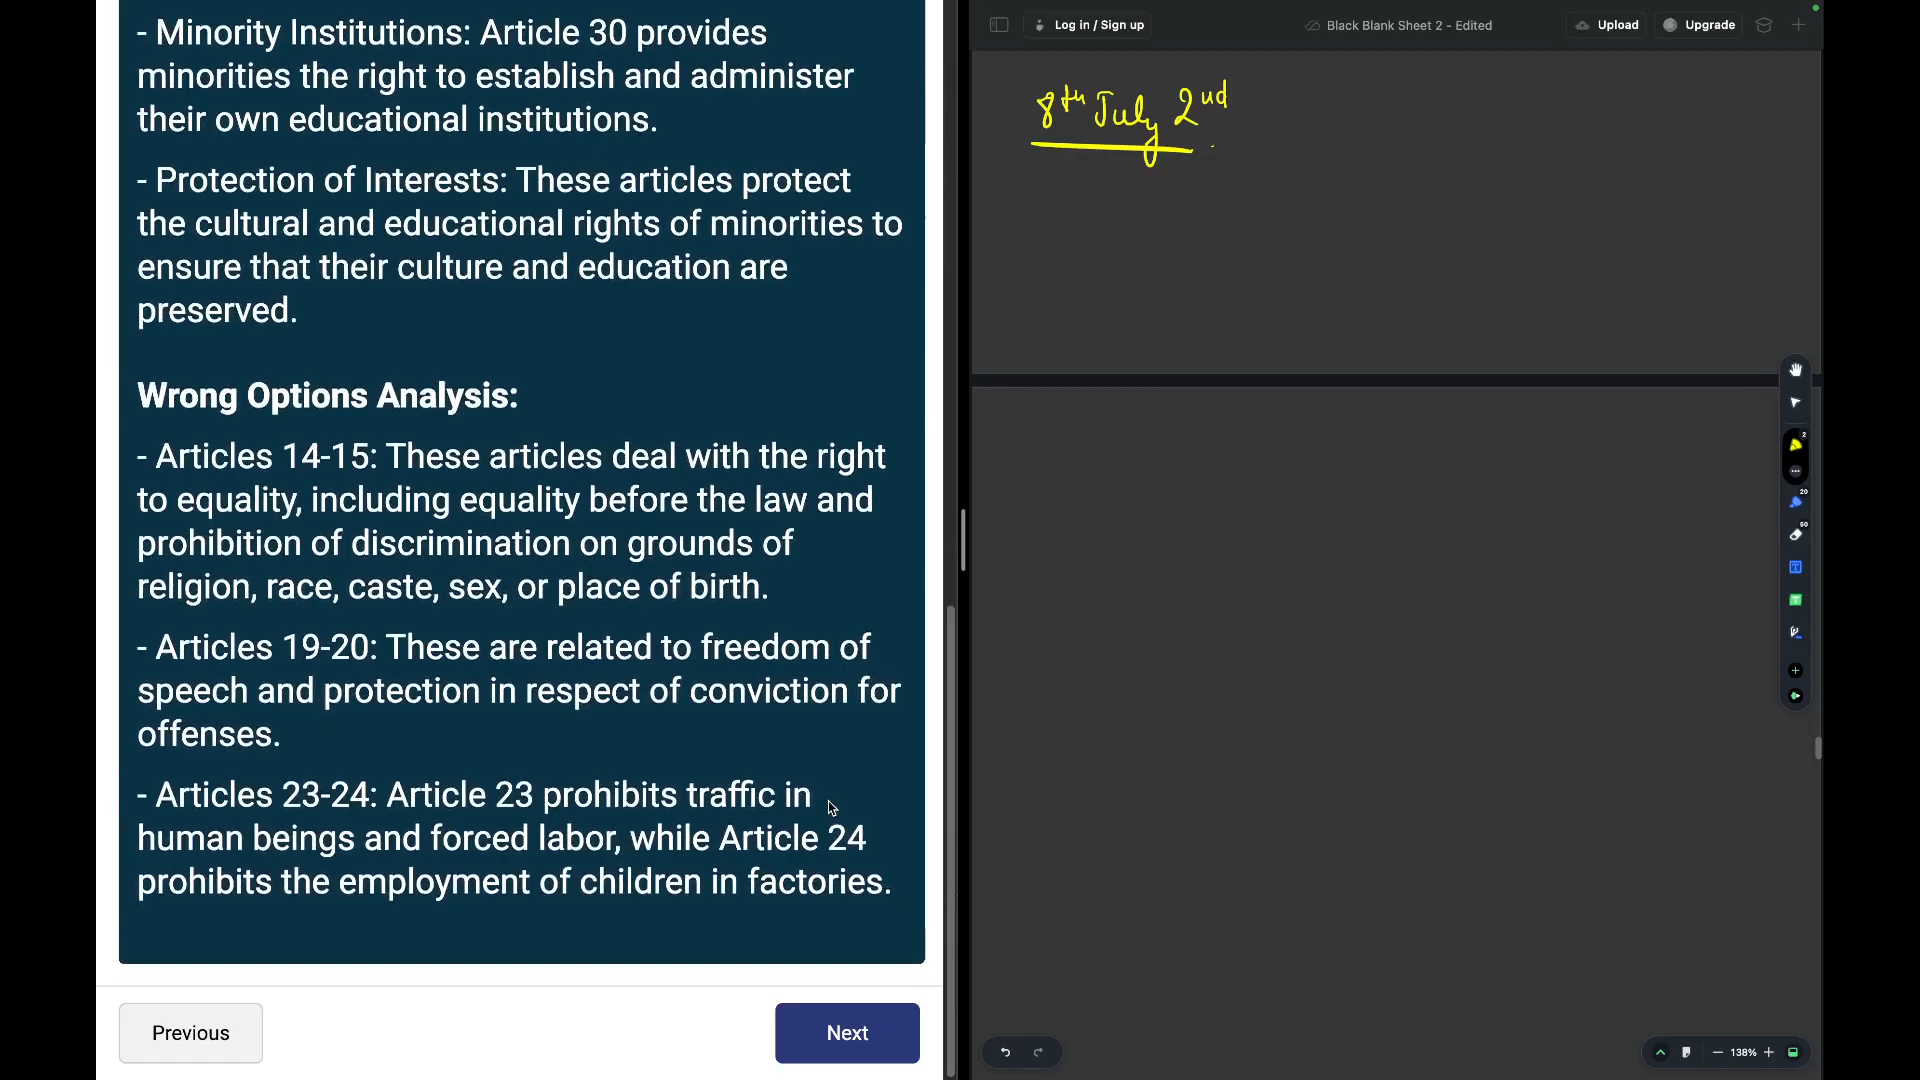 - Minority Institutions: Article 30 provides
minorities the right to establish and administer
their own educational institutions.
- Protection of Interests: These articles protect
the cultural and educational rights of minorities to
ensure that their culture and education are
preserved.
Wrong Options Analysis:
- Articles 14-15: These articles deal with the right
to equality, including equality before the law and
prohibition of discrimination on grounds of
religion, race, caste, sex, or place of birth.
- Articles 19-20: These are related to freedom of
speech and protection in respect of conviction for
offenses.
- Articles 23-24: Article 23 prohibits traffic in
human beings and forced labor, while Article 24
prohibits the employment of children in factories.
Previous
Next
Log in / Sign up
Black Blank Sheet 2 - Edited
Upload
Upgrade
8th July 2nd
2
20
50
138%